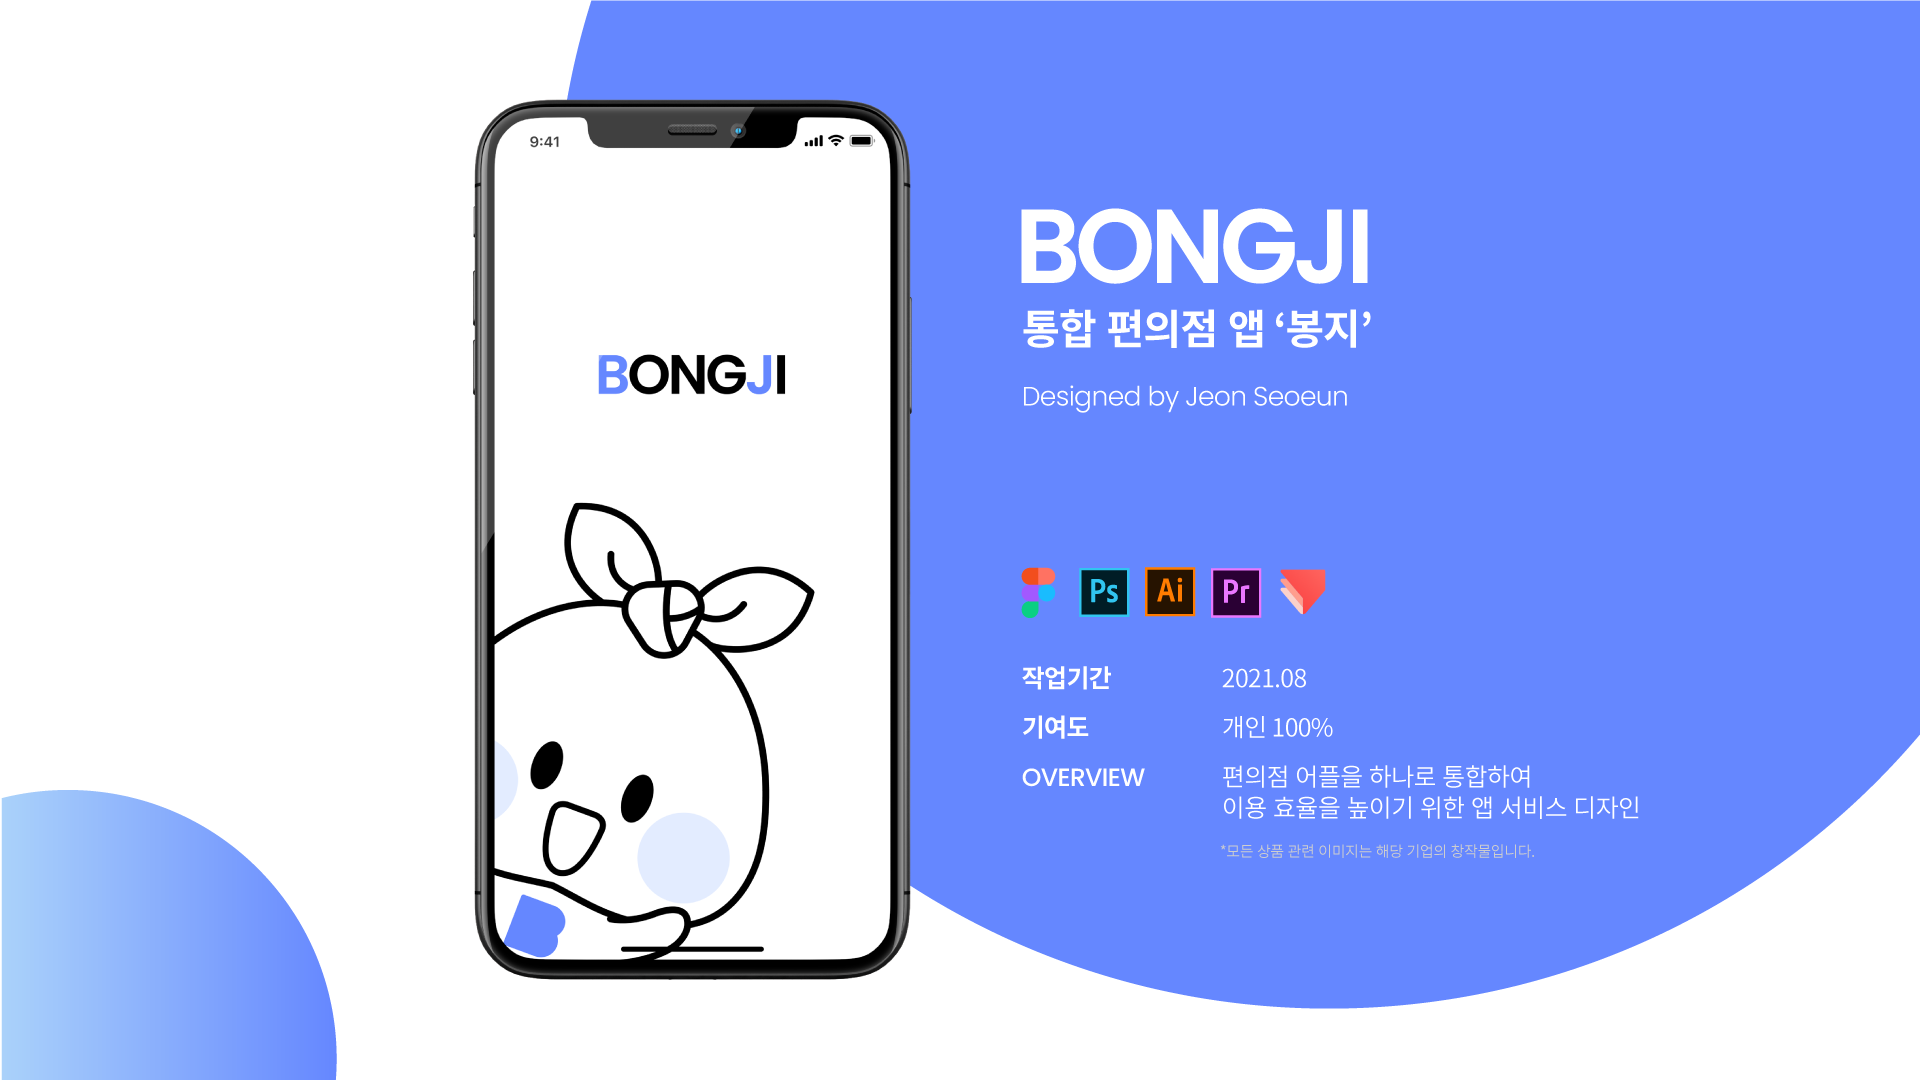 9:41
BONGJI
B
BONGJI
통합 편의점 앱 ‘봉지’
Designed by Jeon Seoeun
Ps Ai Pr
작업기간 2021.08
기여도 개인 100%
OVERVIEW 편의점 어플을 하나로 통합하여
이용 효율을 높이기 위한 앱 서비스 디자인
*모든 상품 관련 이미지는 해당 기업의 창작물입니다.